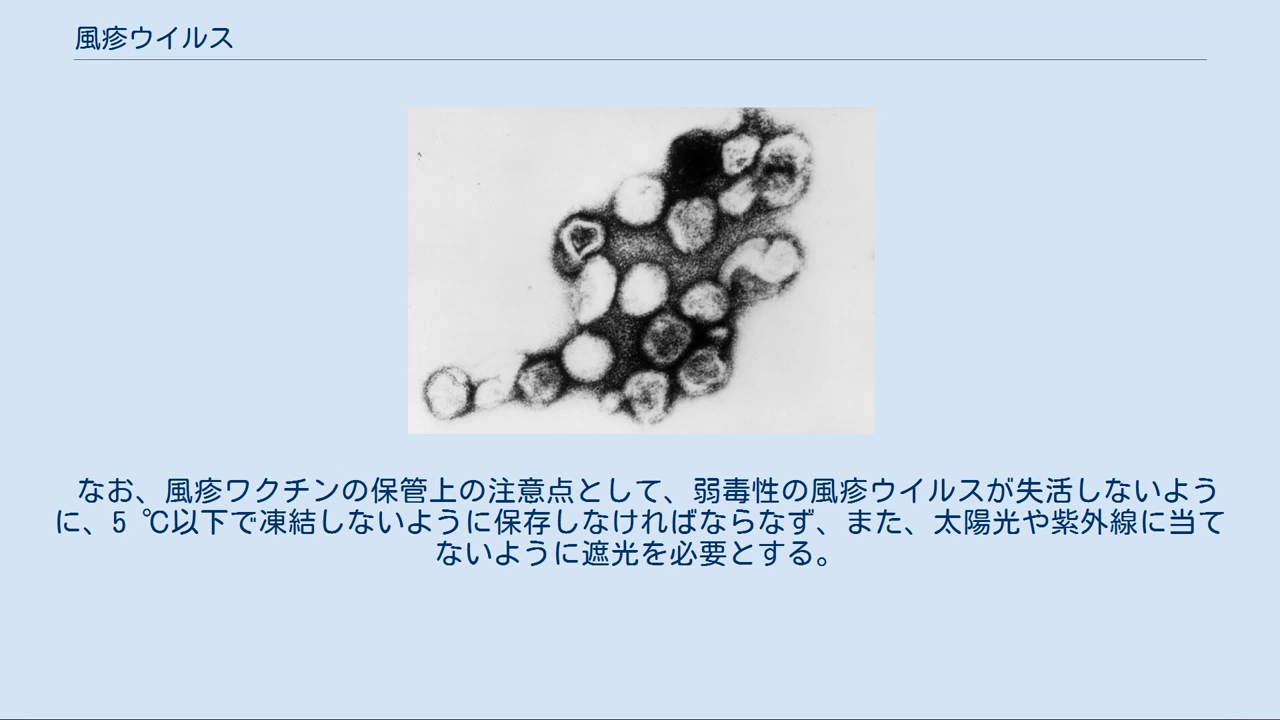 風疹ウイルス
なお、風疹ワクチンの保管上の注意点として、弱毒性の風疹ウイルスが失活しないよう
に、5 ℃以下で凍結しないように保存しなければならなず、また、太陽光や紫外線に当て
ないように遮光を必要とする。